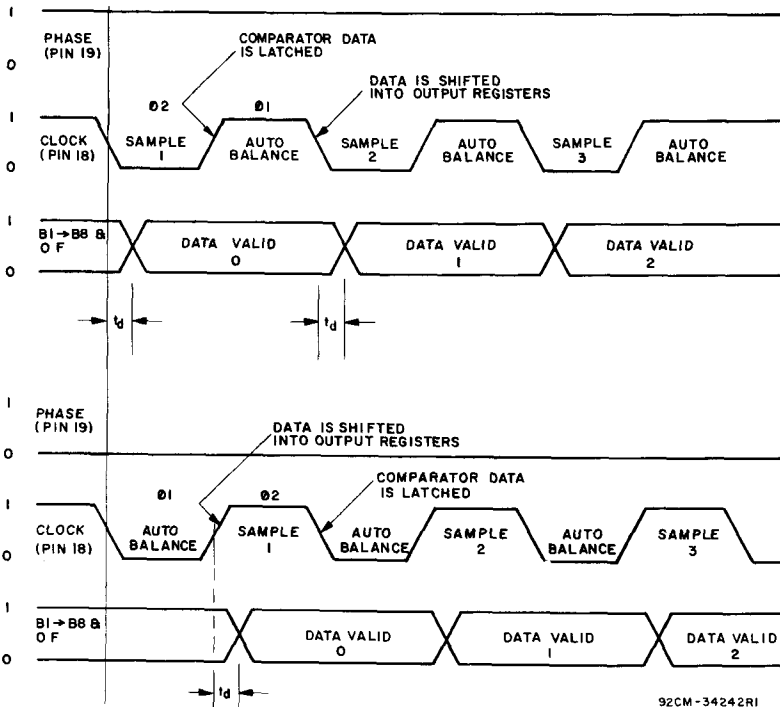 1
PHASE
(PIN 19)
0
COMPARATOR DATA
IS LATCHED
DATA IS SHIFTED
INTO OUTPUT REGISTERS
Ø2
Ø1
1
CLOCK
(PIN 18)
0
SAMPLE
1
AUTO
BALANCE
SAMPLE
2
AUTO
BALANCE
SAMPLE
3
AUTO
BALANCE
1
B1→B8 &
OF
0
DATA VALID
0
DATA VALID
1
DATA VALID
2
td
td
1
PHASE
(PIN 19)
0
DATA IS SHIFTED
INTO OUTPUT REGISTERS
COMPARATOR DATA
IS LATCHED
Ø1
Ø2
1
CLOCK
(PIN 18)
0
AUTO
BALANCE
SAMPLE
1
AUTO
BALANCE
SAMPLE
2
AUTO
BALANCE
SAMPLE
3
1
B1→B8 &
OF
0
DATA VALID
0
DATA VALID
1
DATA VALID
2
td
92CM-34242R1